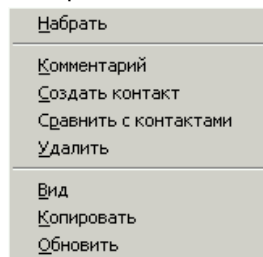 Набрать
Комментарий
Создать контакт
Сравнить с контактами
Удалить
Вид
Копировать
Обновить